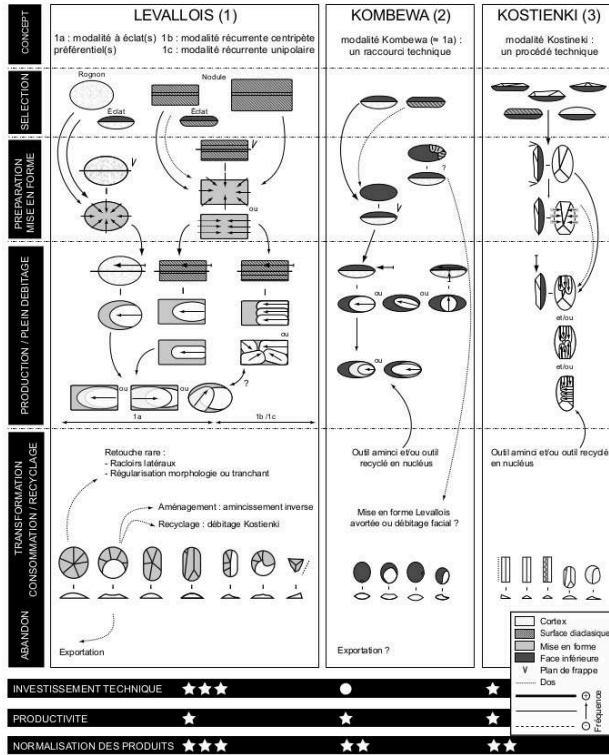 LEVALLOIS (1)
KOMBEWA (2)
KOSTIENKI (3)
CONCEPT
1a : modalité à éclat(s) préférentiel(s)
1b : modalité récurrente centripète
1c : modalité récurrente unipolaire
modalité Kombewa (≈ 1a) :
un raccourci technique
modalité Kostineki :
un procédé technique
SELECTION
Rognon
Nodule
Éclat
Éclat
PREPARATION
MISE EN FORME
ou
?
PRODUCTION / PLEIN DEBITAGE
ou
ou
ou
?
1a
1b /1c
ou
ou
ou
et/ou
et/ou
TRANSFORMATION
CONSOMMATION / RECYCLAGE
Retouche rare :
- Racloirs latéraux
- Régularisation morphologie ou tranchant
Aménagement : amincissement inverse
Recyclage : débitage Kostienki
Outil aminci et/ou outil
recyclé en nucléus
Mise en forme Levallois
avortée ou débitage facial ?
Outil aminci et/ou outil recyclé
en nucléus
ABANDON
Exportation
Exportation ?
Cortex
Surface diaclasique
Mise en forme
Face inférieure
Plan de frappe
Dos
Fréquence
+
-
INVESTISSEMENT TECHNIQUE
PRODUCTIVITE
NORMALISATION DES PRODUITS